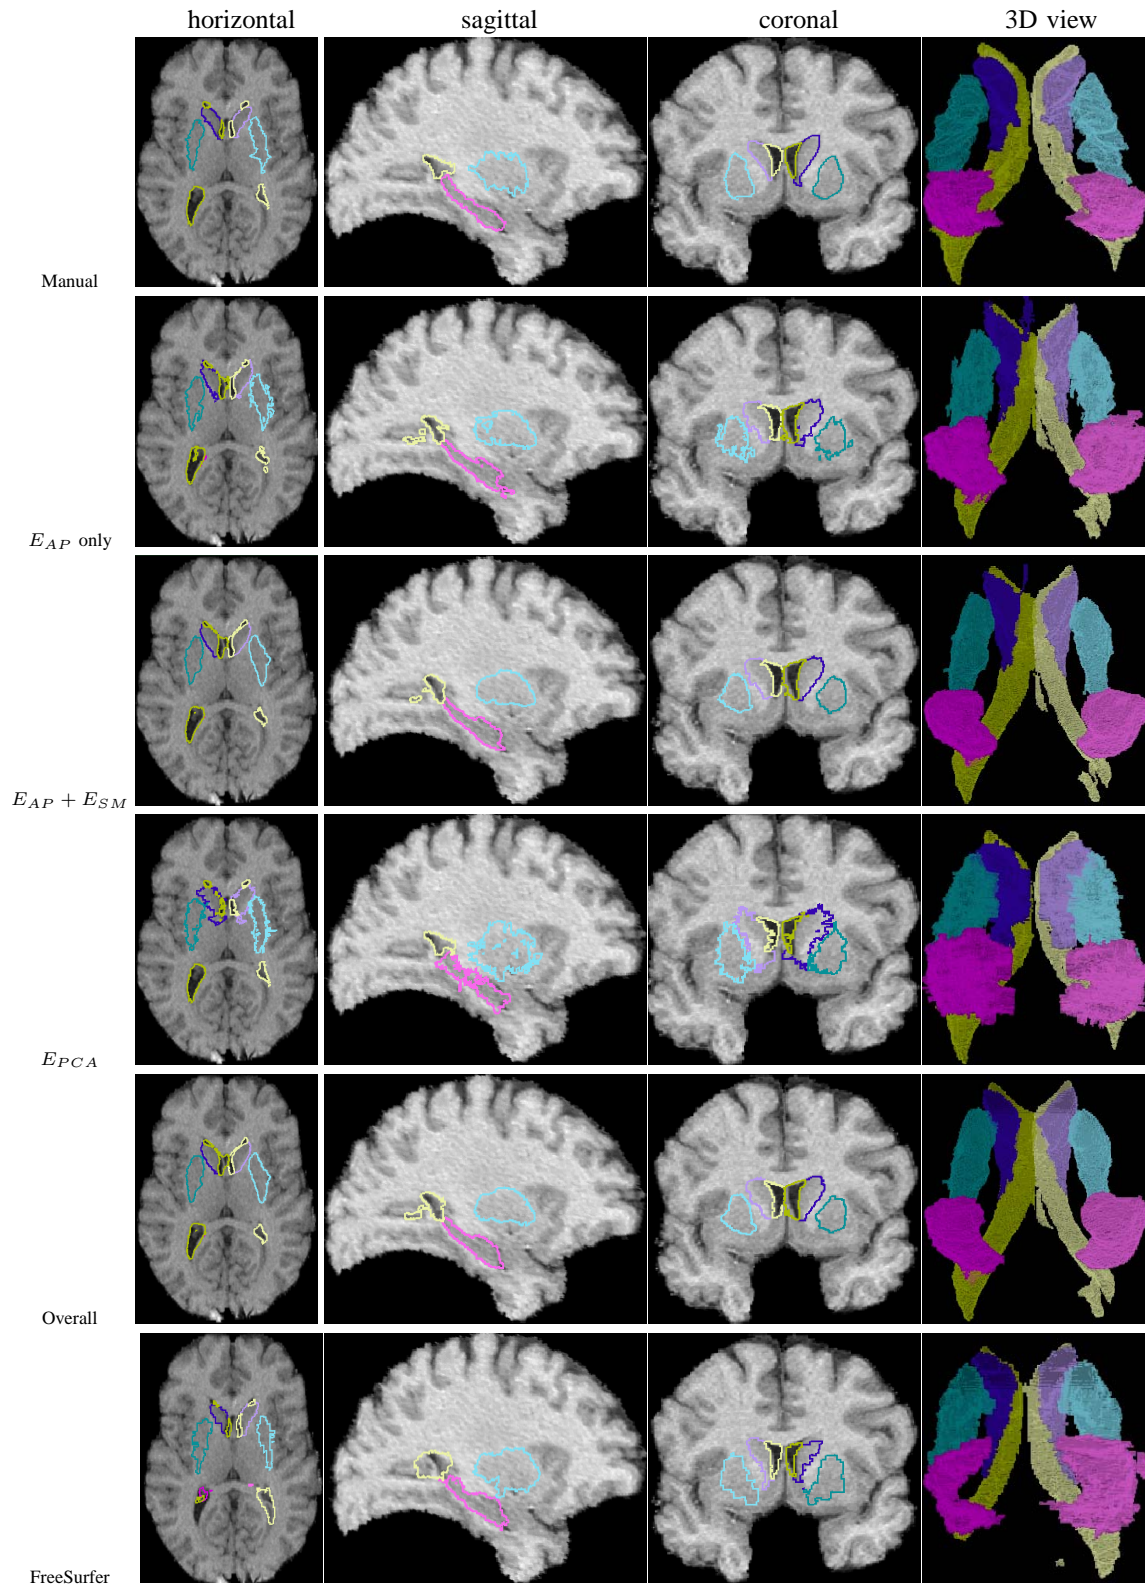 horizontal sagittal coronal 3D view
Manual
E_AP only
E_AP + E_SM
E_PCA
Overall
FreeSurfer